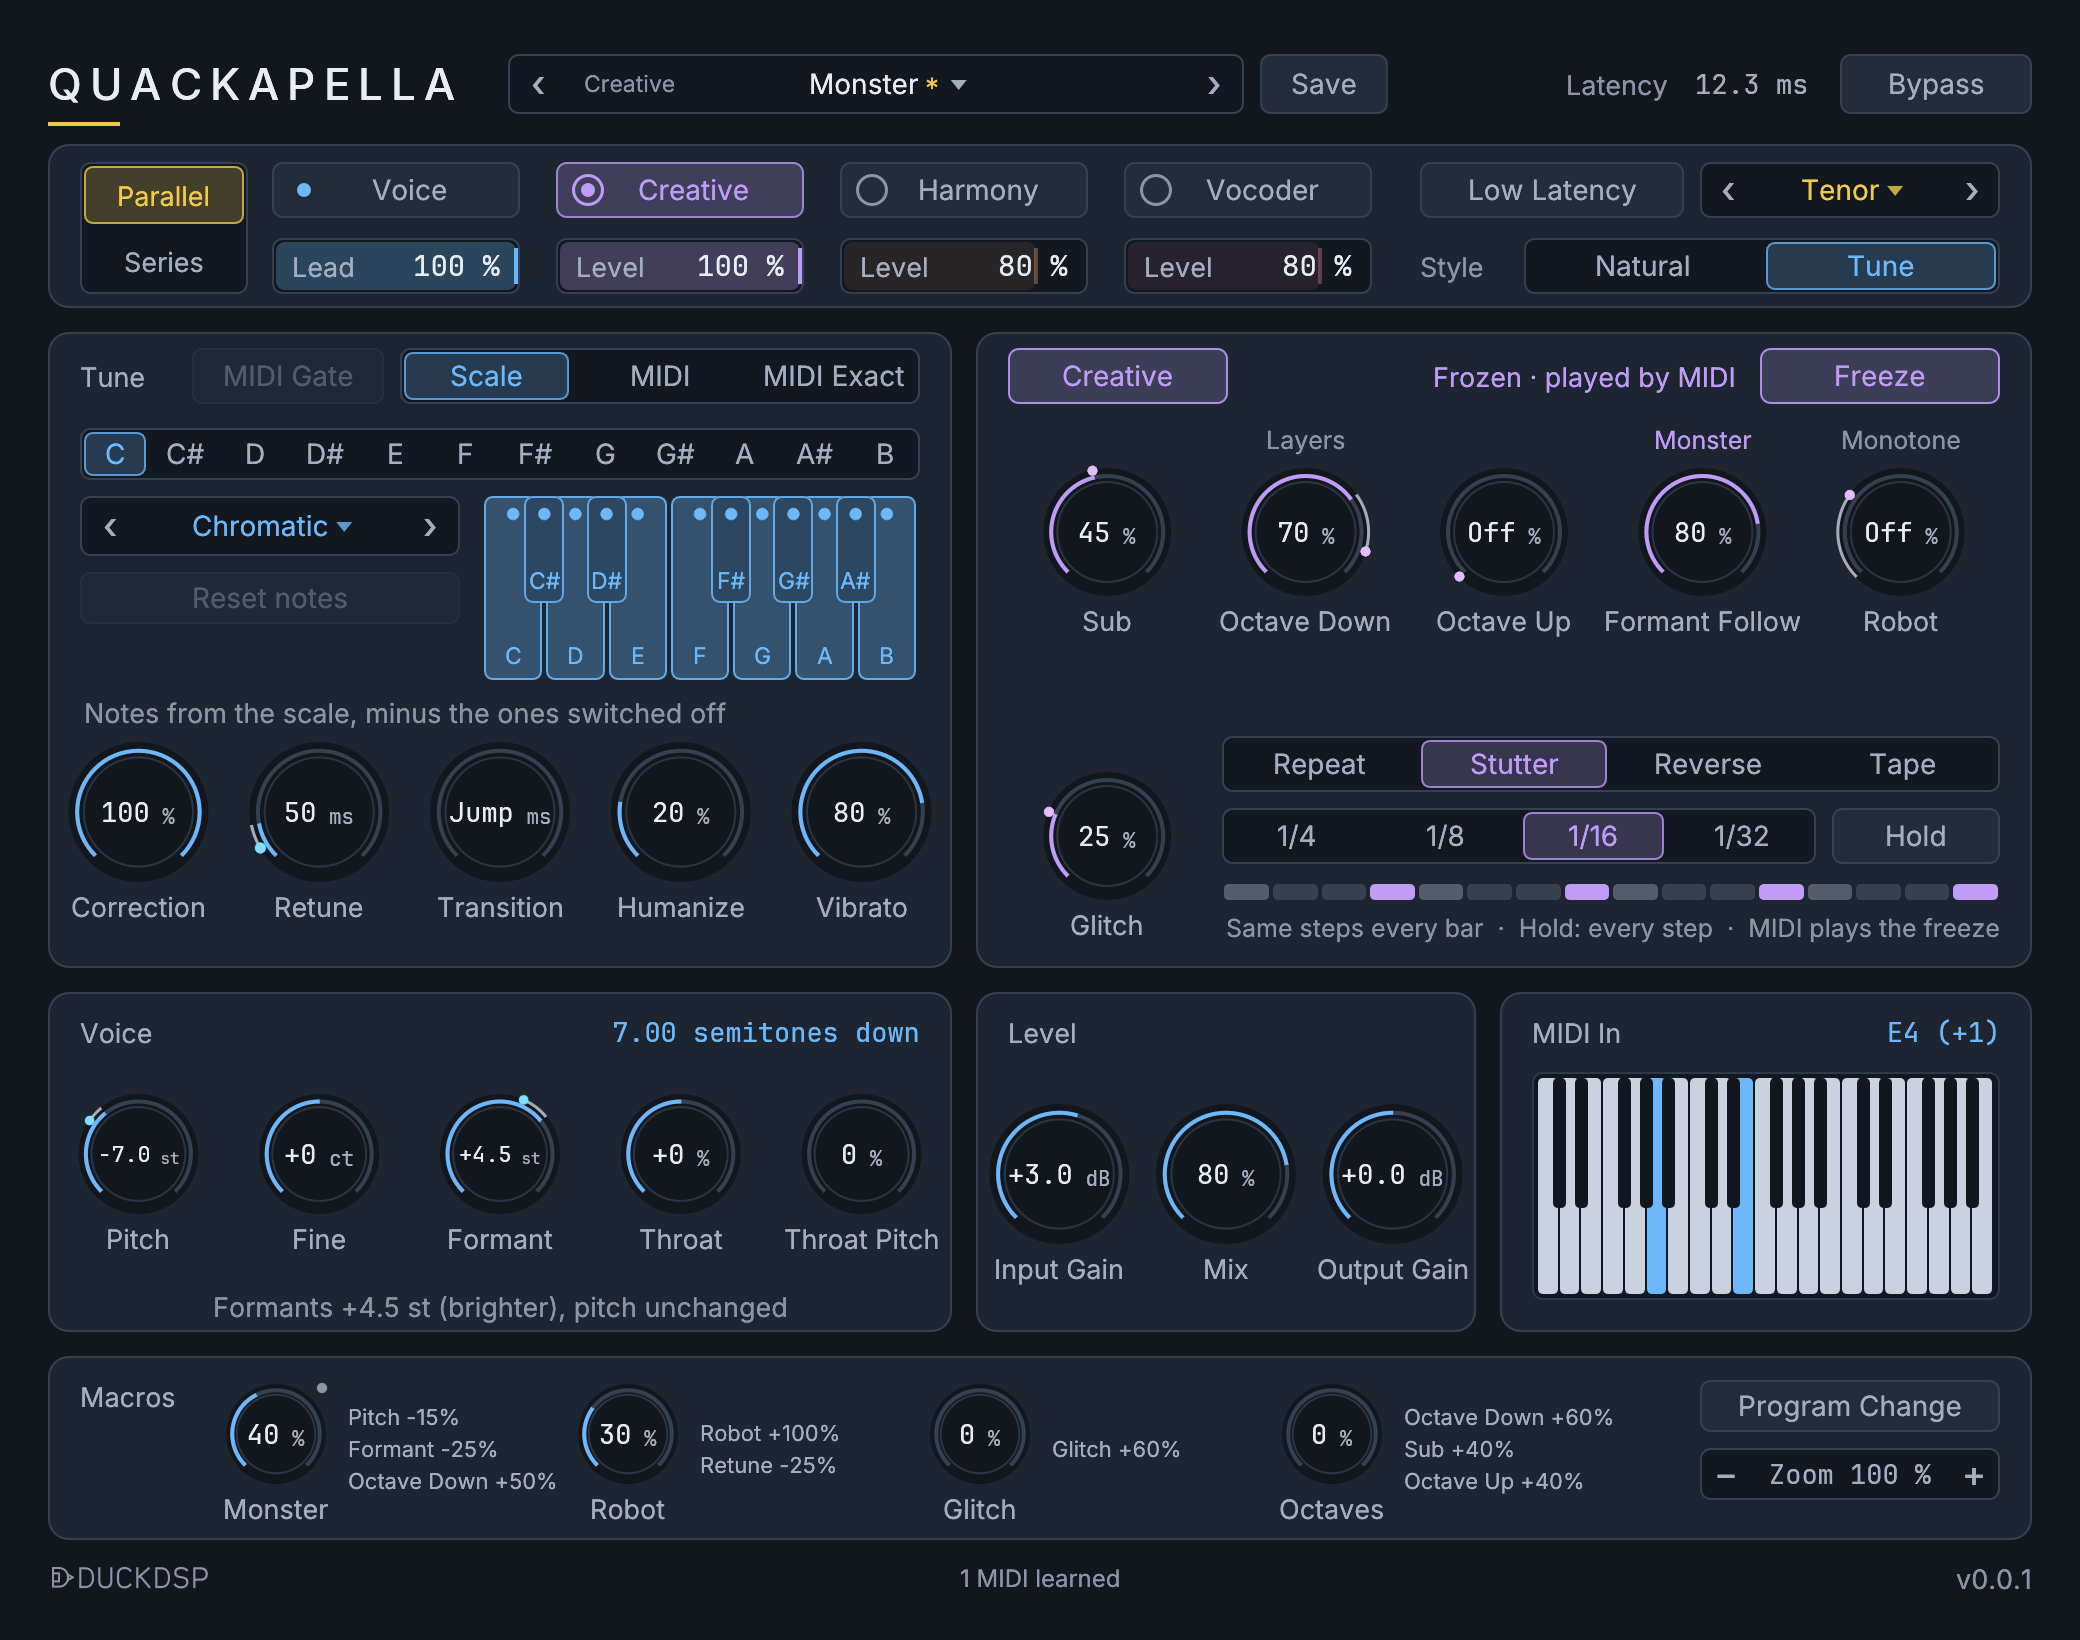 QUACKAPELLA
‹ Creative Monster * ›
Save
Latency 12.3 ms
Bypass
Parallel
Series
Voice
Creative
Harmony
Vocoder
Low Latency
‹ Tenor ›
Lead 100 %
Level 100 %
Level 80 %
Level 80 %
Style
Natural
Tune
Tune
MIDI Gate
Scale
MIDI
MIDI Exact
C C# D D# E F F# G G# A A# B
‹ Chromatic ›
Reset notes
C# D# F# G# A#
C D E F G A B
Notes from the scale, minus the ones switched off
100 % 50 ms Jump ms 20 % 80 %
Correction Retune Transition Humanize Vibrato
Creative
Frozen · played by MIDI
Freeze
Layers Monster Monotone
45 % 70 % Off % 80 % Off %
Sub Octave Down Octave Up Formant Follow Robot
Repeat Stutter Reverse Tape
25 %
Glitch
1/4 1/8 1/16 1/32
Hold
Same steps every bar · Hold: every step · MIDI plays the freeze
Voice
7.00 semitones down
-7.0 st +0 ct +4.5 st +0 % 0 %
Pitch Fine Formant Throat Throat Pitch
Formants +4.5 st (brighter), pitch unchanged
Level
+3.0 dB 80 % +0.0 dB
Input Gain Mix Output Gain
MIDI In
E4 (+1)
Macros
40 %
Monster
Pitch -15%
Formant -25%
Octave Down +50%
30 %
Robot
Robot +100%
Retune -25%
0 %
Glitch
Glitch +60%
0 %
Octaves
Octave Down +60%
Sub +40%
Octave Up +40%
Program Change
− Zoom 100 % +
DUCKDSP
1 MIDI learned
v0.0.1